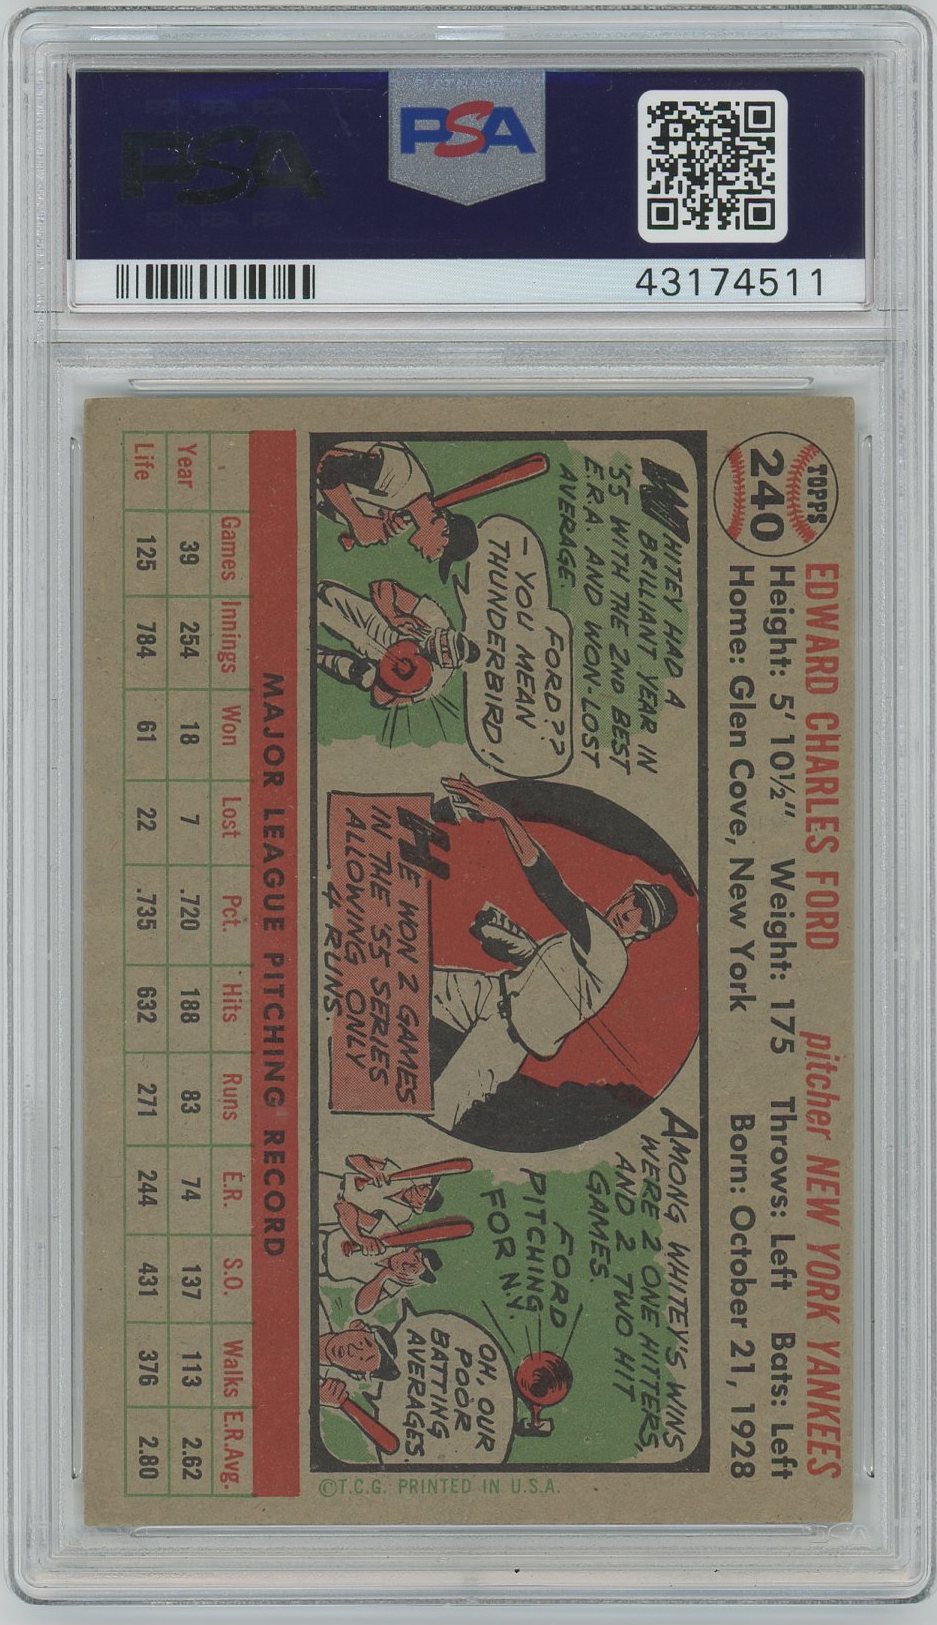 PSA
PSA
43174511
TOPPS
240
EDWARD CHARLES FORD pitcher NEW YORK YANKEES
Height: 5' 10½" Weight: 175 Throws: Left Bats: Left
Home: Glen Cove, New York Born: October 21, 1928
WHITEY HAD A
BRILLIANT YEAR IN
'55 WITH THE 2ND BEST
E.R.A. AND WON-LOST
AVERAGE.
FORD??
– YOU MEAN
THUNDERBIRD!
HE WON 2 GAMES
IN THE '55 SERIES
ALLOWING ONLY
4 RUNS.
AMONG WHITEY'S WINS
WERE 2 ONE HITTERS,
AND 2 TWO HIT
GAMES.
FORD
PITCHING
FOR N.Y.
OH, OUR
POOR
BATTING
AVERAGES.
MAJOR LEAGUE PITCHING RECORD
Games Innings Won Lost Pct. Hits Runs E.R. S.O. Walks E.R.Avg.
Year 39 254 18 7 .720 188 83 74 137 113 2.62
Life 125 784 61 22 .735 632 271 244 431 376 2.80
©T.C.G. PRINTED IN U.S.A.
PSA